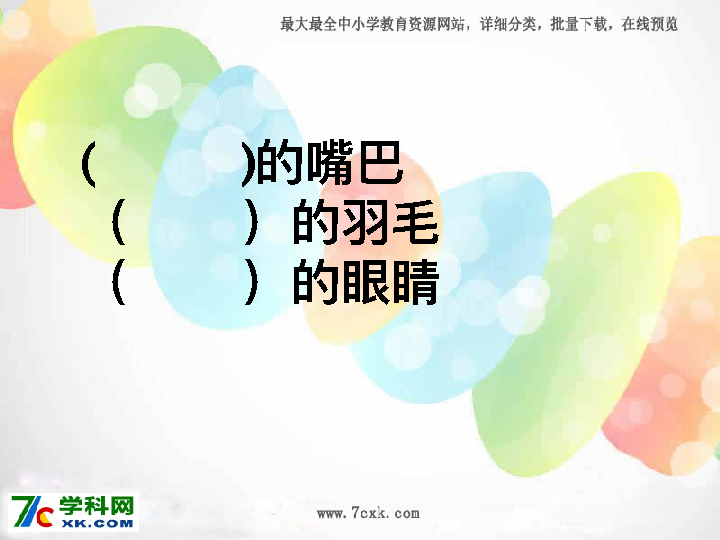 最大最全中小学教育资源网站，详细分类，批量下载，在线预览
(          )的嘴巴
(        ) 的羽毛
(        ) 的眼睛
7c学科网
XK.COM
www.7cxk.com